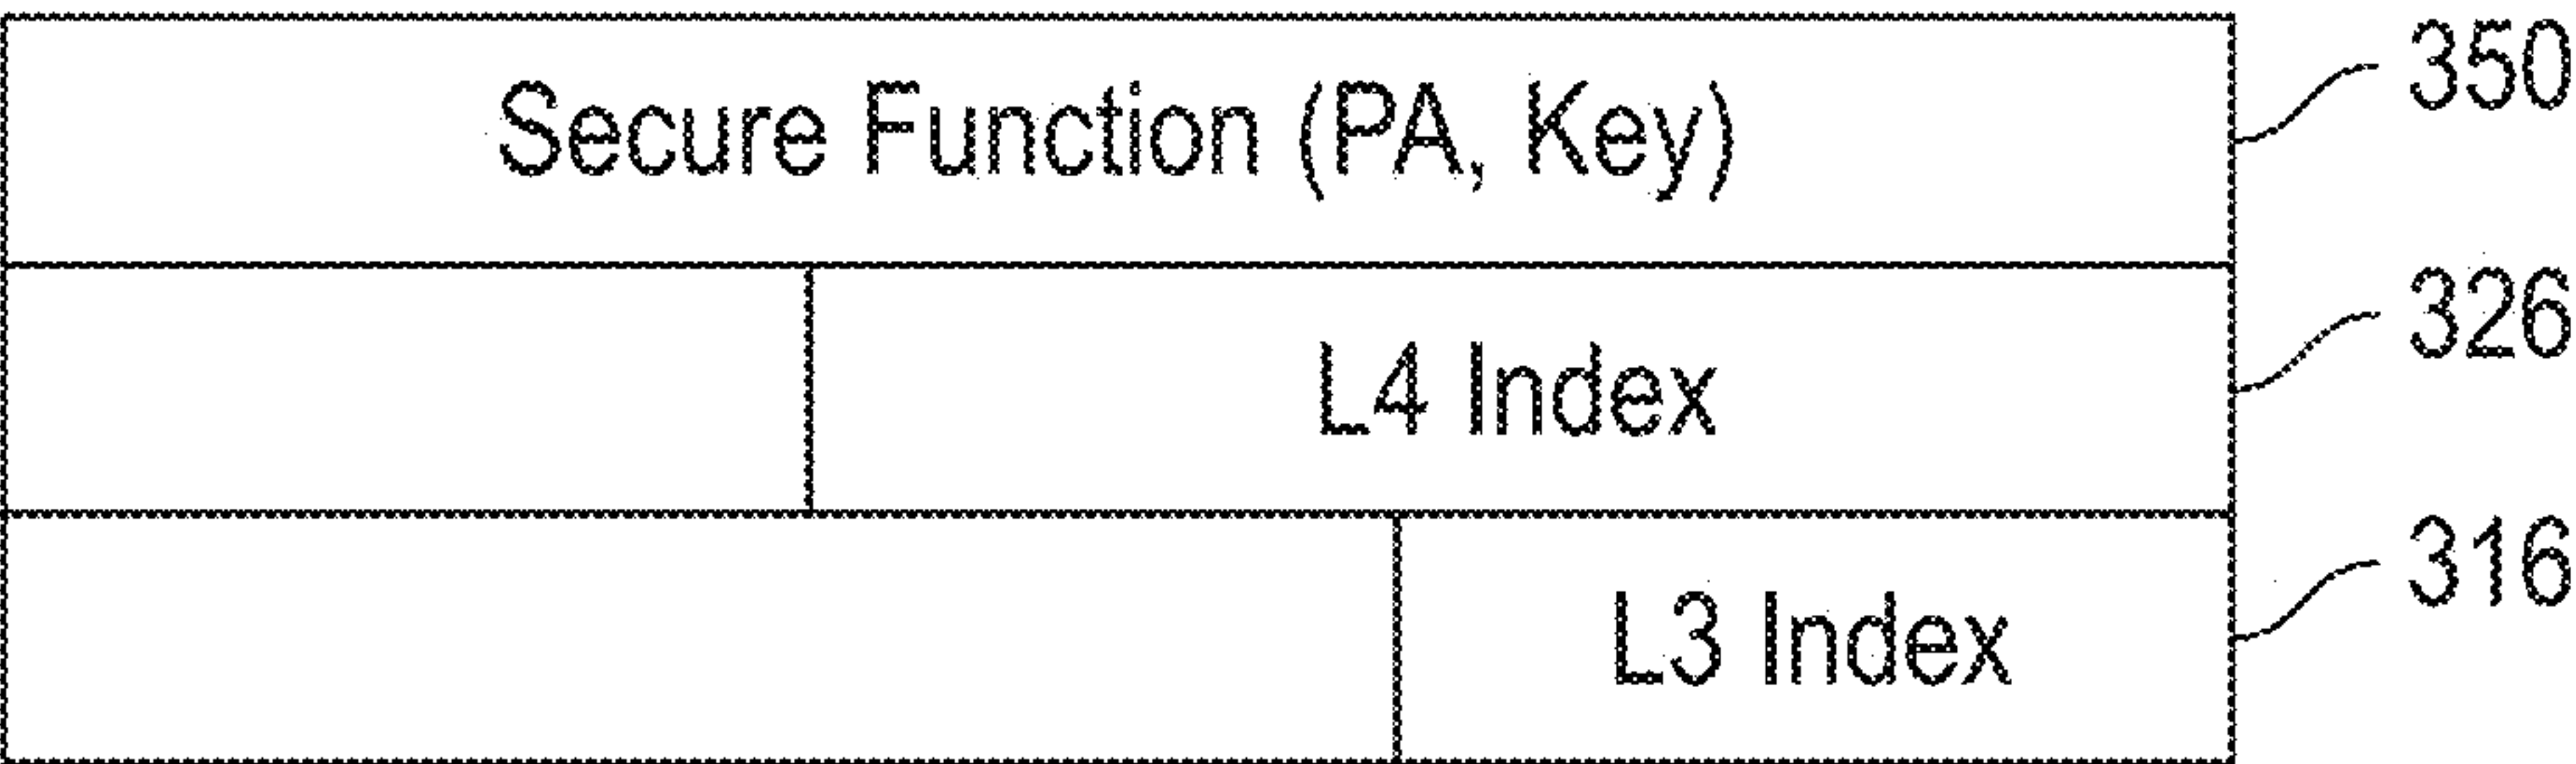 Secure Function (PA, Key) 350
L4 Index 326
L3 Index 316